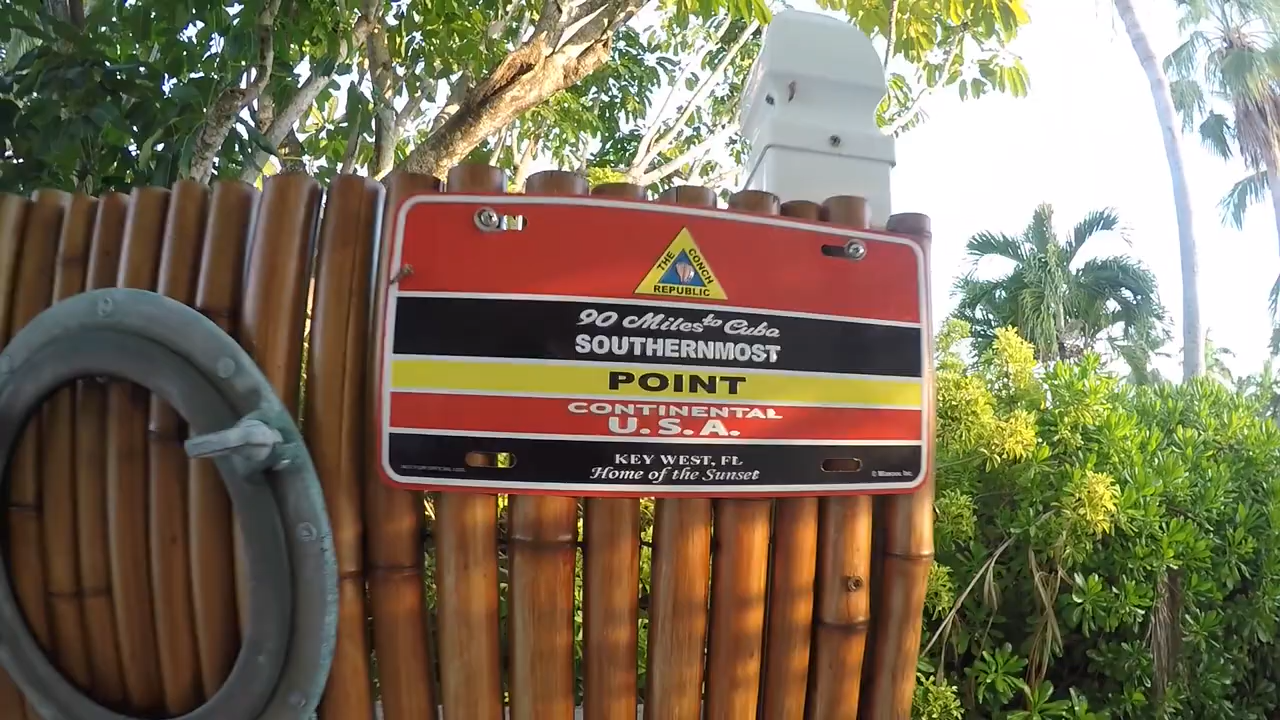 THE CONCH
REPUBLIC
90 Miles to Cuba
SOUTHERNMOST
POINT
CONTINENTAL
U.S.A.
KEY WEST, FL
Home of the Sunset